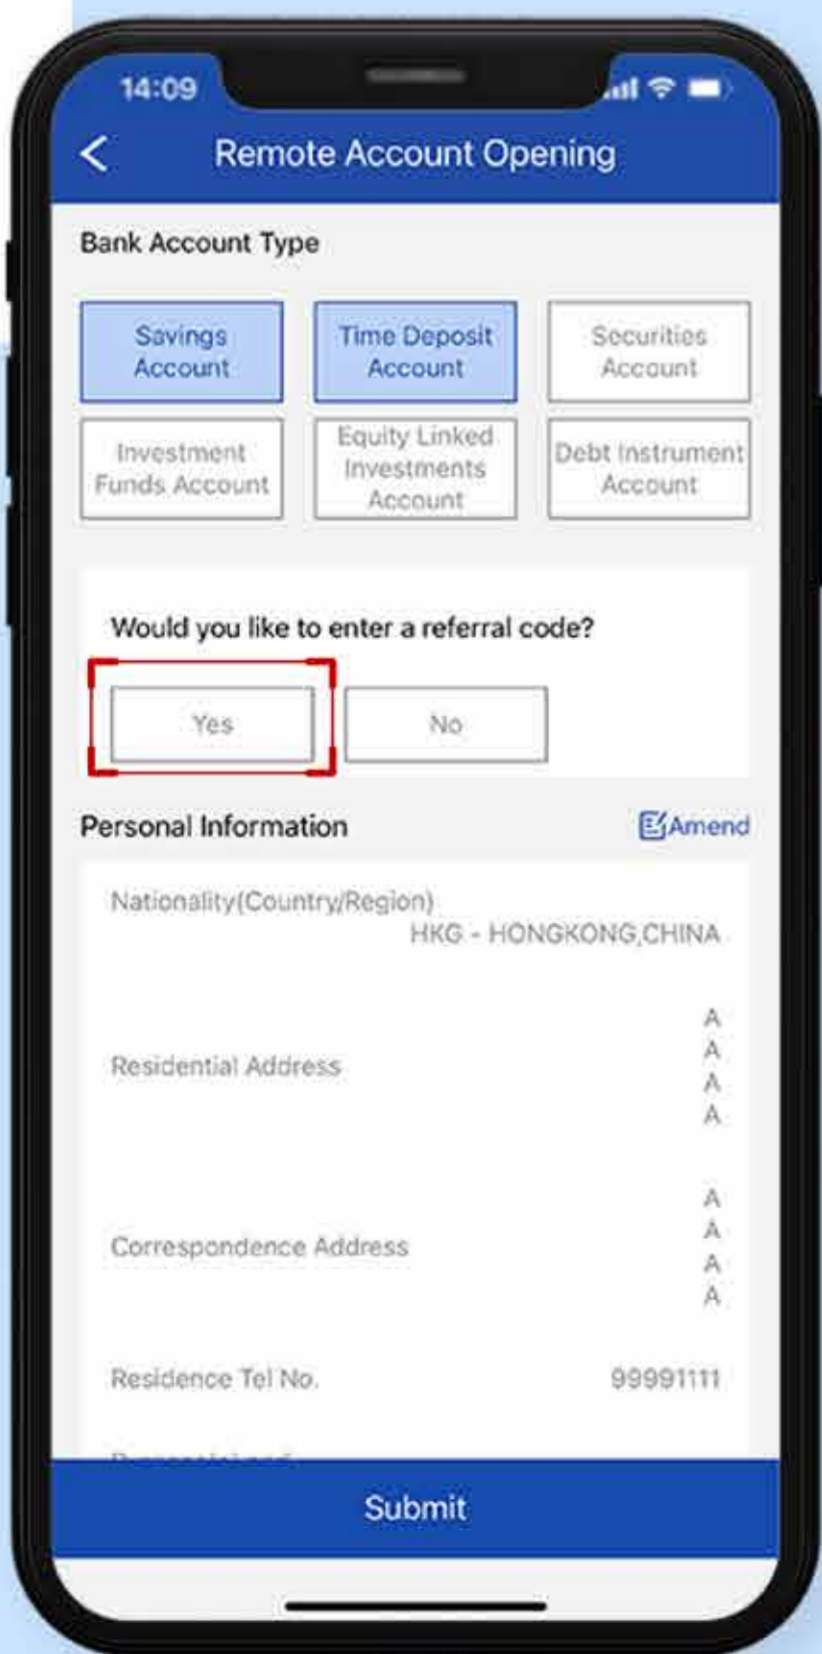 14:09
Remote Account Opening
Bank Account Type
Savings
Account
Time Deposit
Account
Securities
Account
Investment
Funds Account
Equity Linked
Investments
Account
Debt Instrument
Account
Would you like to enter a referral code?
Yes
No
Personal Information
Amend
Nationality(Country/Region)
HKG - HONGKONG,CHINA
Residential Address
A
A
A
A
Correspondence Address
A
A
A
A
Residence Tel No.
99991111
Submit